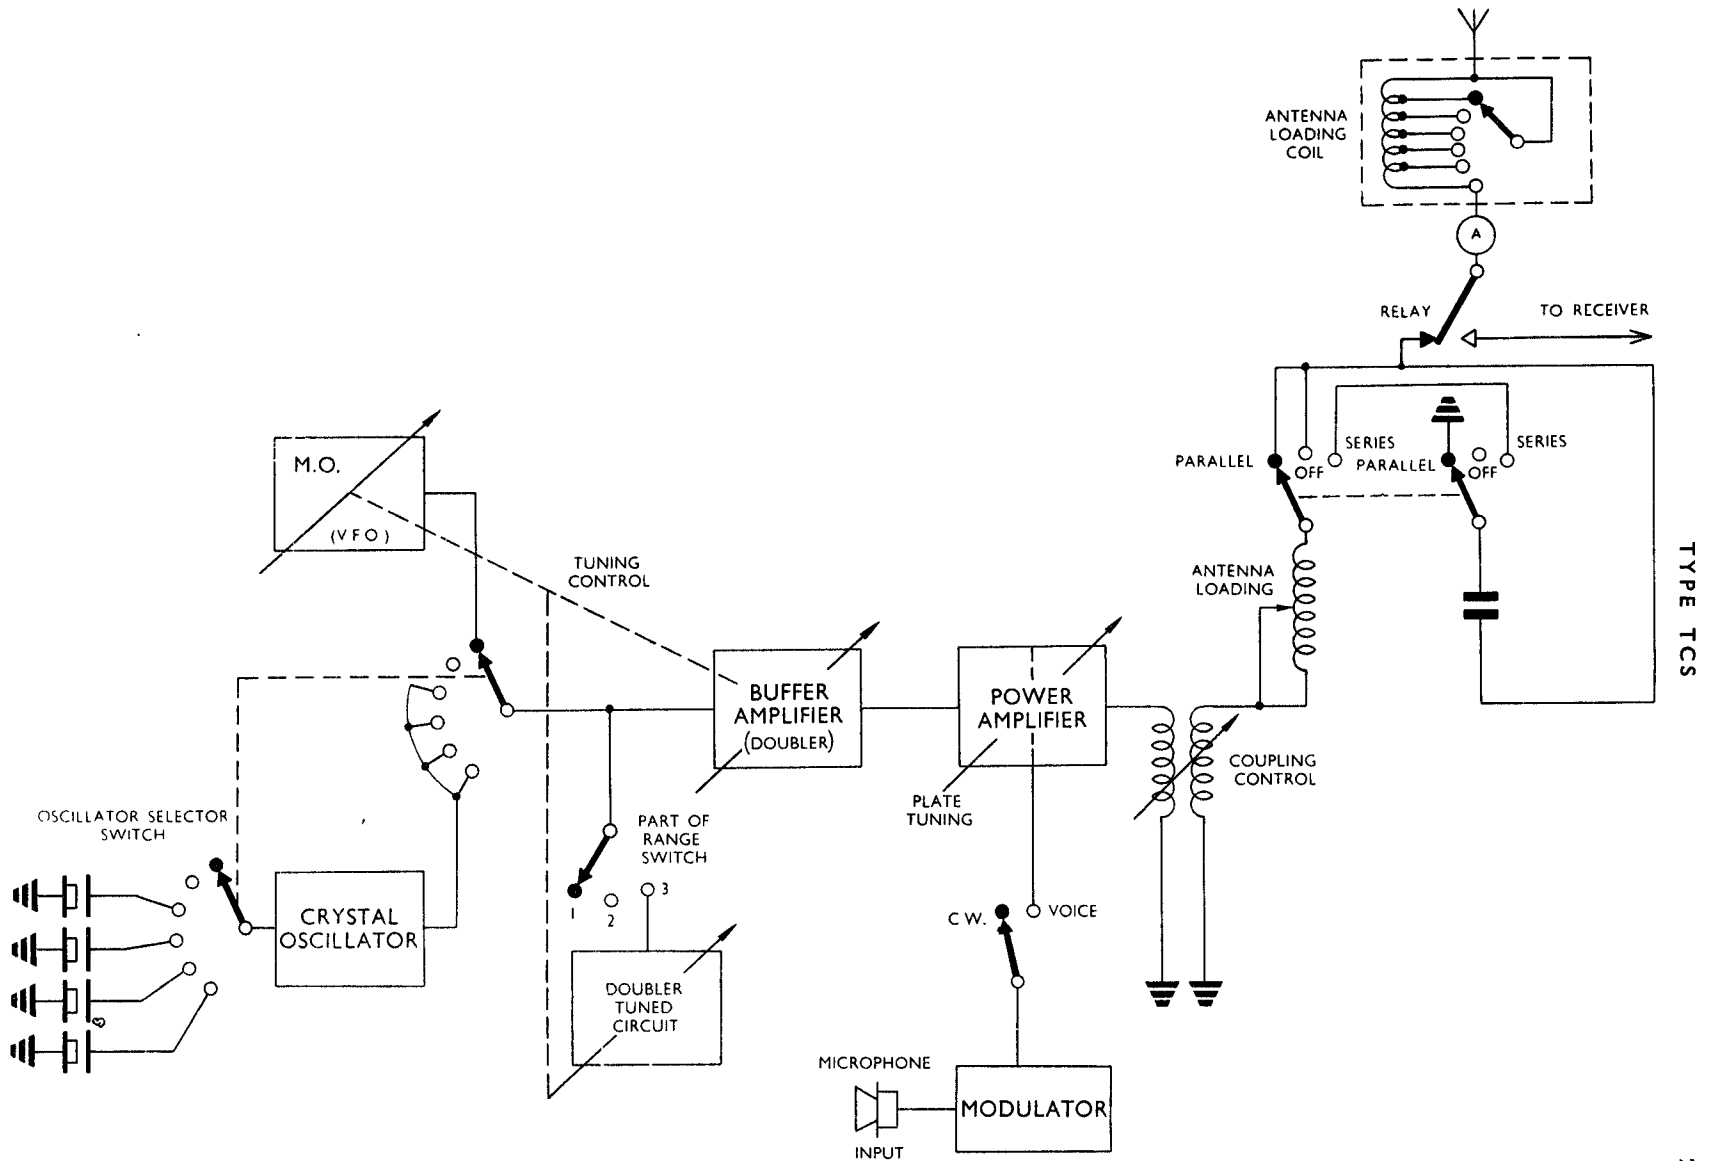 ANTENNA
LOADING
COIL
A
RELAY
TO RECEIVER
SERIES
SERIES
PARALLEL
OFF
PARALLEL
OFF
M.O.
(VFO)
TUNING
CONTROL
ANTENNA
LOADING
TYPE TCS
BUFFER
AMPLIFIER
(DOUBLER)
POWER
AMPLIFIER
COUPLING
CONTROL
PLATE
TUNING
OSCILLATOR SELECTOR
SWITCH
PART OF
RANGE
SWITCH
1
2
3
CRYSTAL
OSCILLATOR
C W.
VOICE
DOUBLER
TUNED
CIRCUIT
MICROPHONE
MODULATOR
INPUT